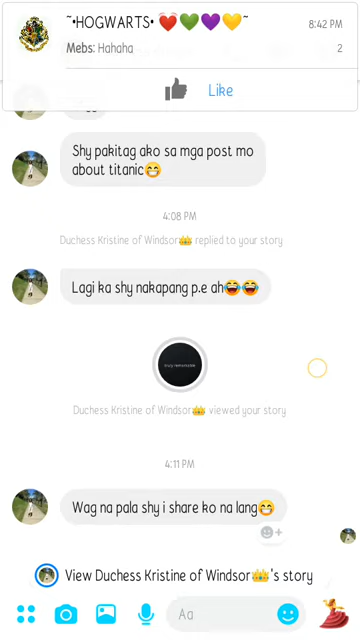 ~•HOGWARTS• 💓💚💜💛~
8:42 PM
Mebs: Hahaha
2
Like
Shy pakitag ako sa mga post mo
about titanic😁
4:08 PM
Duchess Kristine of Windsor👑 replied to your story
Lagi ka shy nakapang p.e ah😂😂
Duchess Kristine of Windsor👑 viewed your story
4:11 PM
Wag na pala shy i share ko na lang😁
View Duchess Kristine of Windsor👑's story
Aa